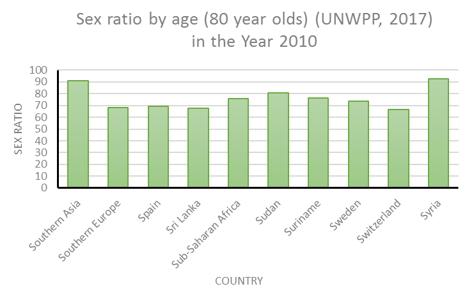 Sex ratio by age (80 year olds) (UNWPP, 2017)
in the Year 2010
SEX RATIO
100
90
80
70
60
50
40
30
20
10
0
Southern Asia
Southern Europe
Spain
Sri Lanka
Sub-Saharan Africa
Sudan
Suriname
Sweden
Switzerland
Syria
COUNTRY